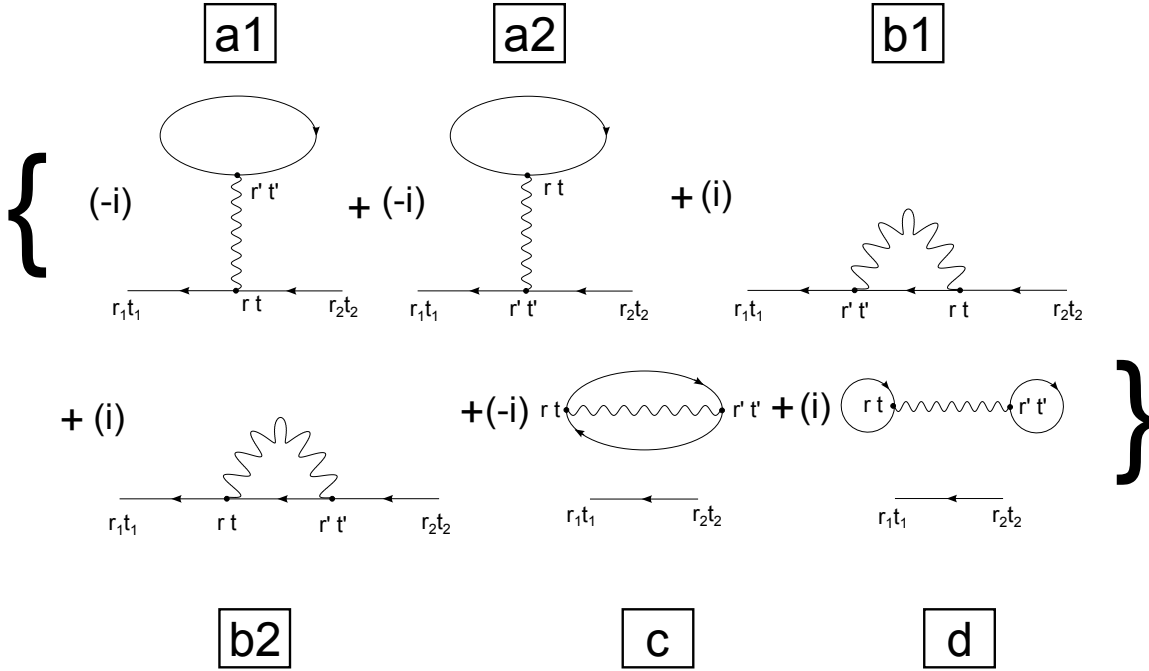 a1 a2 b1
{ (-i) r' t' + (-i) r t + (i)
r₁t₁ r t r₂t₂ r₁t₁ r' t' r₂t₂ r₁t₁ r' t' r t r₂t₂
+ (i) + (-i) r t r' t' + (i) r t r' t' }
r₁t₁ r t r' t' r₂t₂ r₁t₁ r₂t₂ r₁t₁ r₂t₂
b2 c d